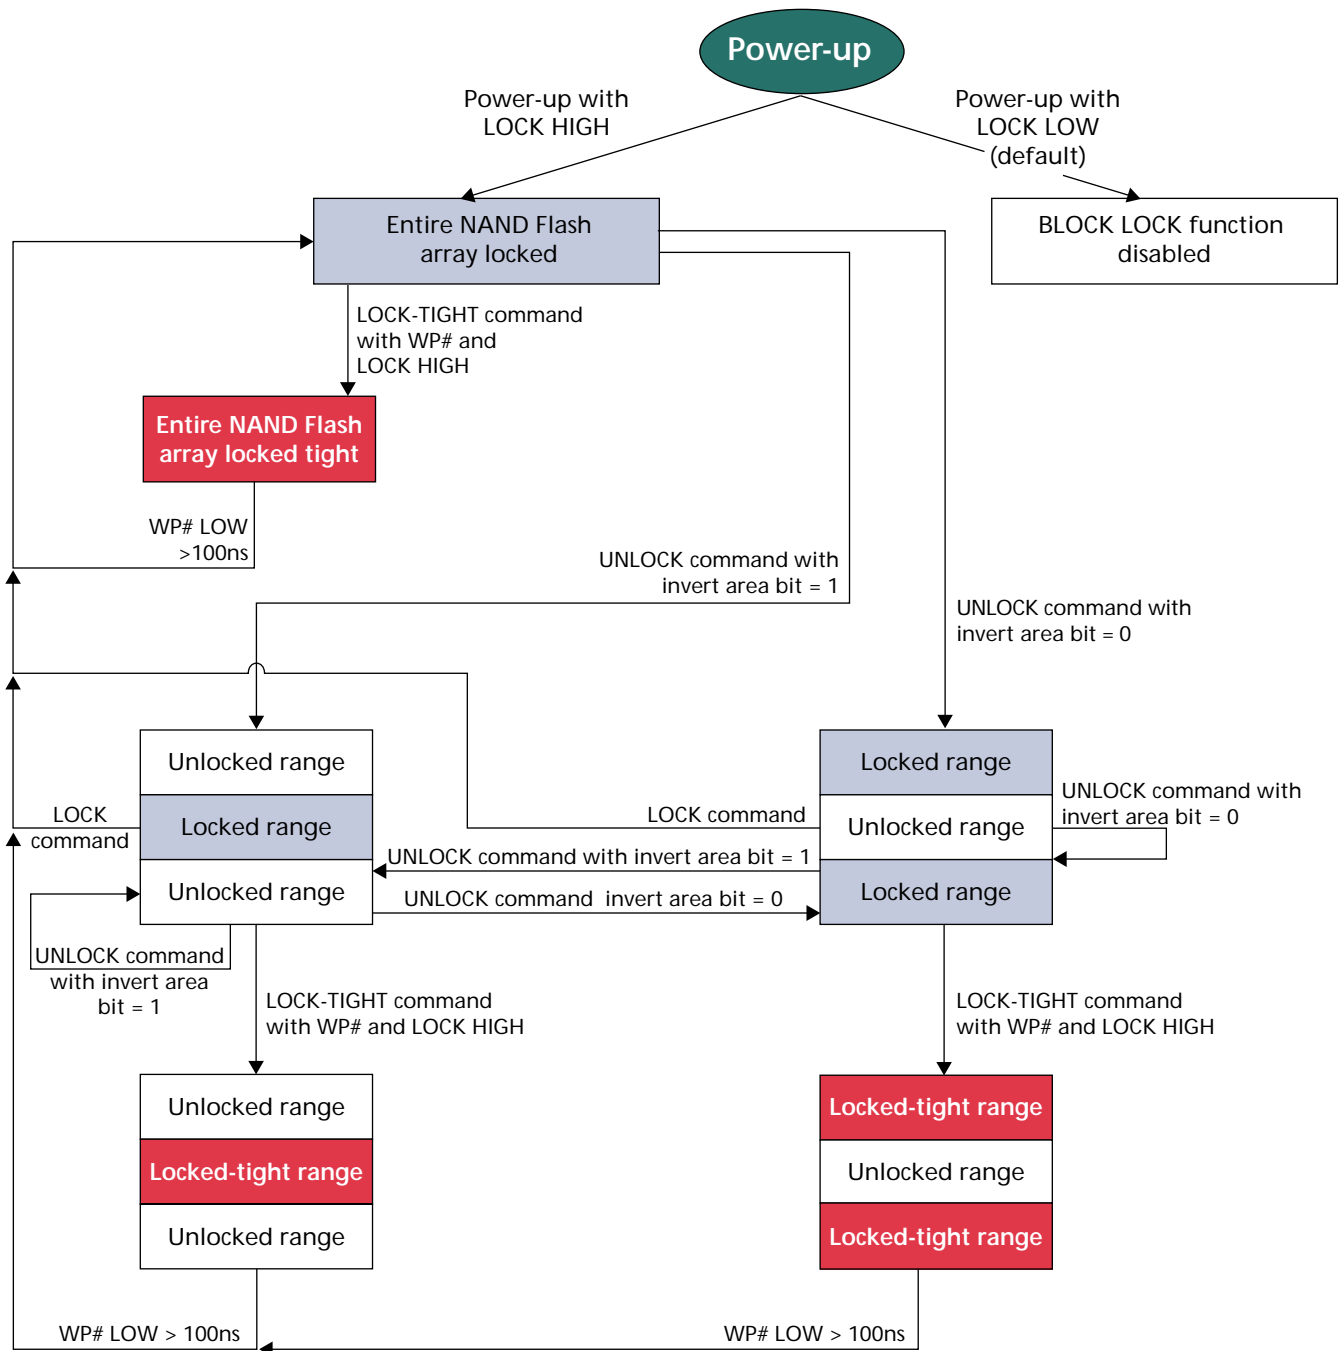 Power-up
Power-up with
LOCK HIGH
Power-up with
LOCK LOW
(default)
Entire NAND Flash
array locked
BLOCK LOCK function
disabled
LOCK-TIGHT command
with WP# and
LOCK HIGH
Entire NAND Flash
array locked tight
WP# LOW
>100ns
UNLOCK command with
invert area bit = 1
UNLOCK command with
invert area bit = 0
Unlocked range
Locked range
Unlocked range
LOCK
command
LOCK command
Locked range
Unlocked range
Locked range
UNLOCK command with
invert area bit = 0
UNLOCK command with invert area bit = 1
UNLOCK command  invert area bit = 0
UNLOCK command
with invert area
bit = 1
LOCK-TIGHT command
with WP# and LOCK HIGH
LOCK-TIGHT command
with WP# and LOCK HIGH
Unlocked range
Locked-tight range
Unlocked range
Locked-tight range
Unlocked range
Locked-tight range
WP# LOW > 100ns
WP# LOW > 100ns